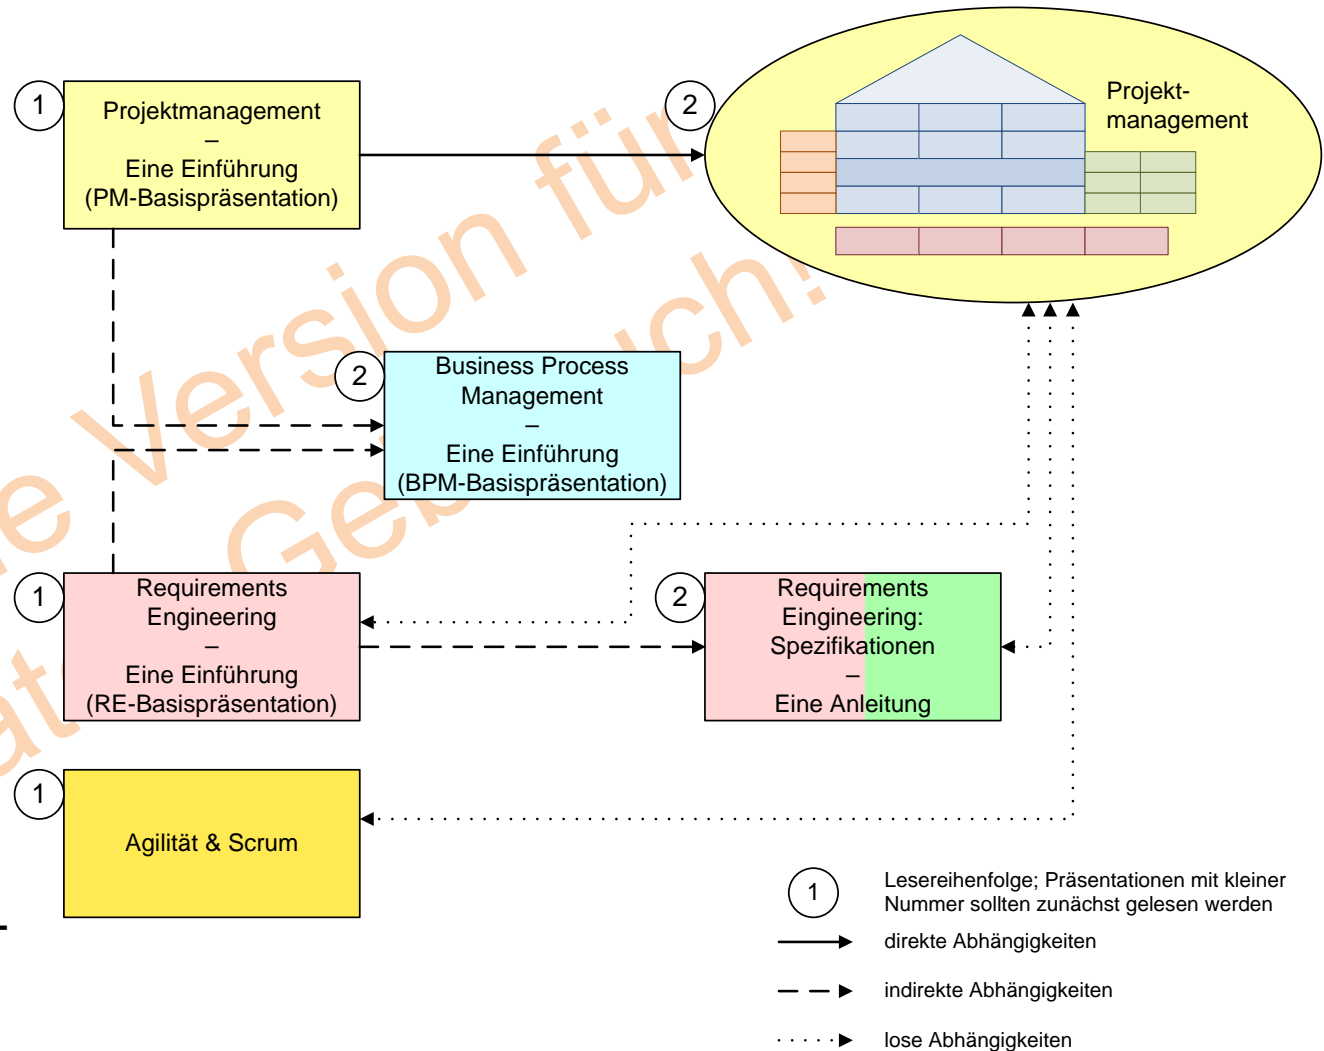 1
Projektmanagement
–
Eine Einführung
(PM-Basispräsentation)
2
Projekt-
management
2
Business Process
Management
–
Eine Einführung
(BPM-Basispräsentation)
1
Requirements
Engineering
–
Eine Einführung
(RE-Basispräsentation)
2
Requirements
Eingineering:
Spezifikationen
–
Eine Anleitung
1
Agilität & Scrum
1
Lesereihenfolge; Präsentationen mit kleiner
Nummer sollten zunächst gelesen werden
direkte Abhängigkeiten
indirekte Abhängigkeiten
lose Abhängigkeiten
Version für